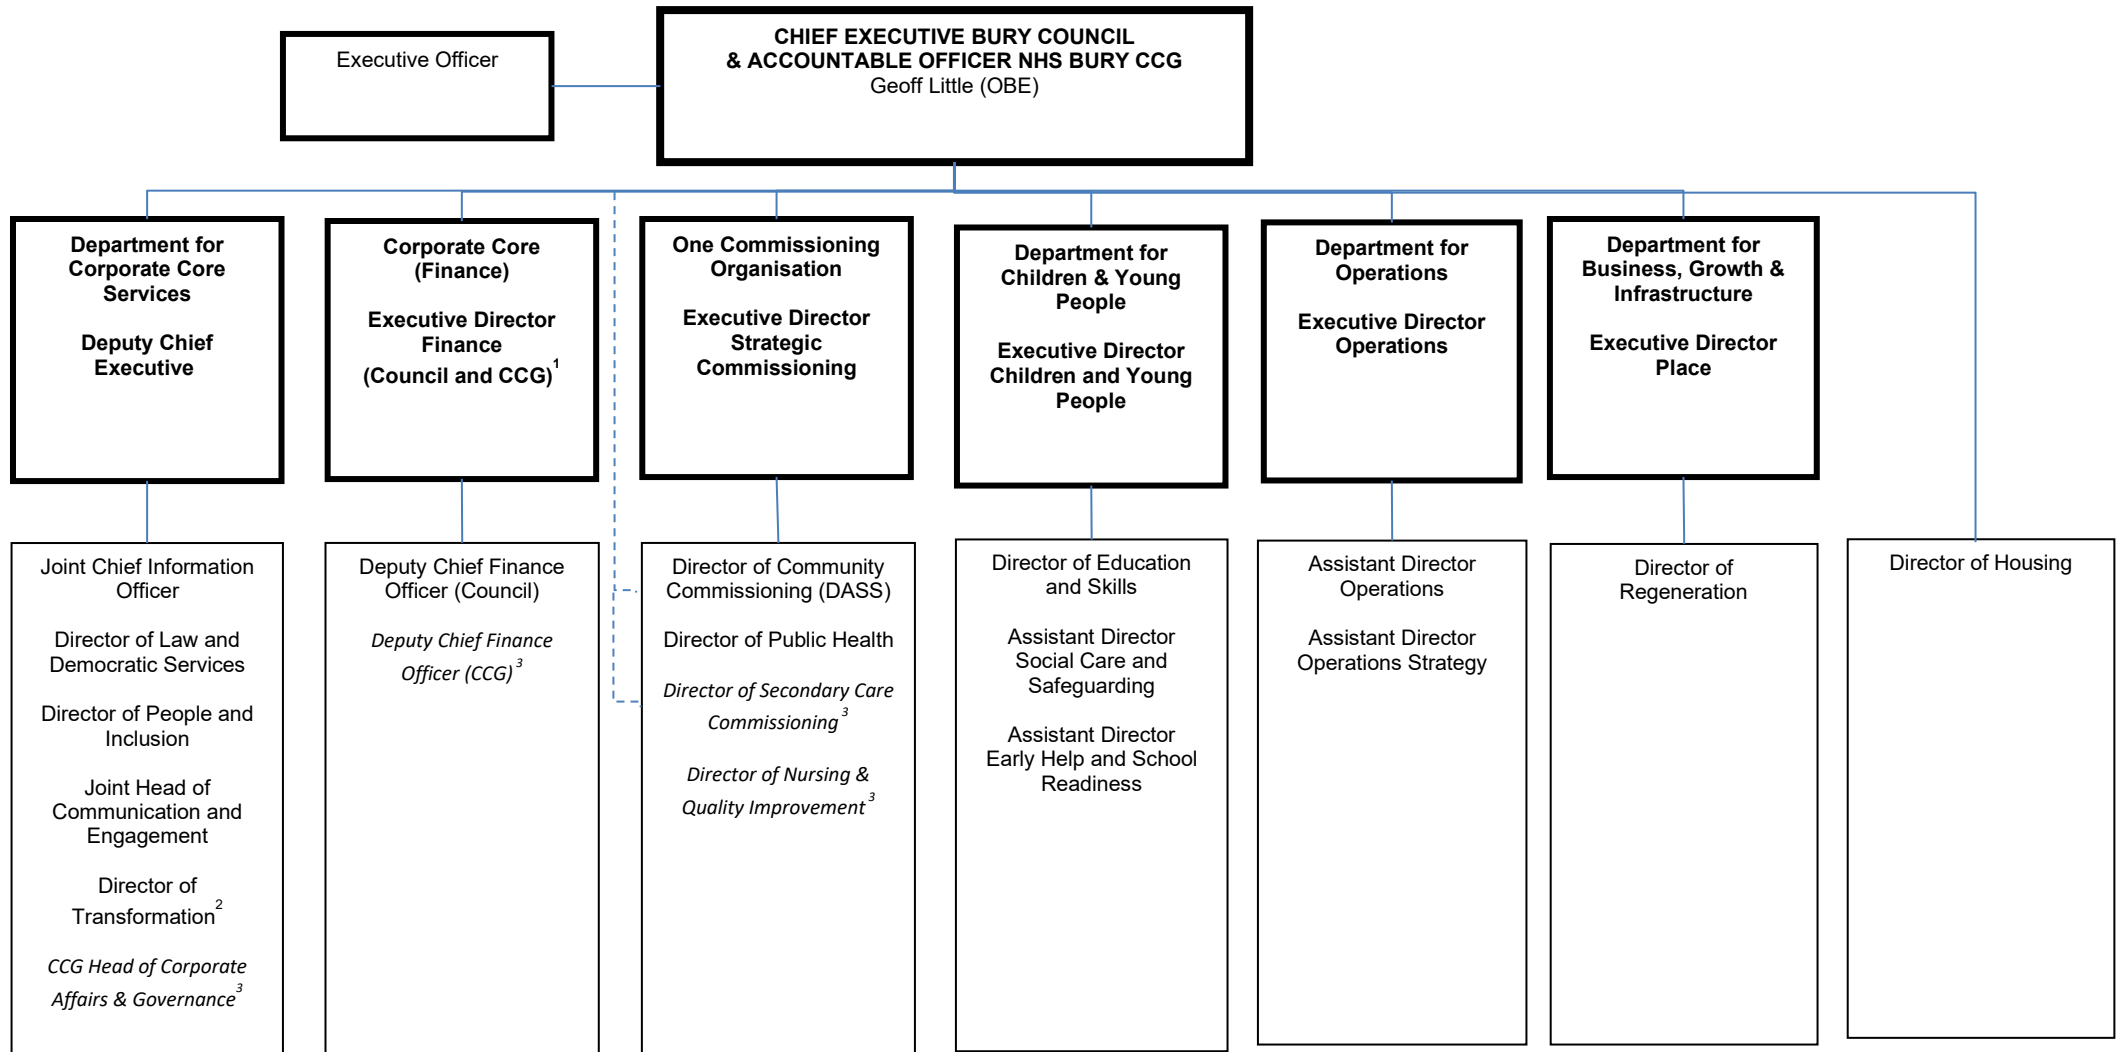 Executive Officer
CHIEF EXECUTIVE BURY COUNCIL
& ACCOUNTABLE OFFICER NHS BURY CCG
Geoff Little (OBE)
Department for
Corporate Core
Services
Deputy Chief
Executive
Corporate Core
(Finance)
Executive Director
Finance
(Council and CCG)1
One Commissioning
Organisation
Executive Director
Strategic
Commissioning
Department for
Children & Young
People
Executive Director
Children and Young
People
Department for
Operations
Executive Director
Operations
Department for
Business, Growth &
Infrastructure
Executive Director
Place
Joint Chief Information
Officer
Director of Law and
Democratic Services
Director of People and
Inclusion
Joint Head of
Communication and
Engagement
Director of
Transformation2
CCG Head of Corporate
Affairs & Governance3
Deputy Chief Finance
Officer (Council)
Deputy Chief Finance
Officer (CCG)3
Director of Community
Commissioning (DASS)
Director of Public Health
Director of Secondary Care
Commissioning3
Director of Nursing &
Quality Improvement3
Director of Education
and Skills
Assistant Director
Social Care and
Safeguarding
Assistant Director
Early Help and School
Readiness
Assistant Director
Operations
Assistant Director
Operations Strategy
Director of
Regeneration
Director of Housing